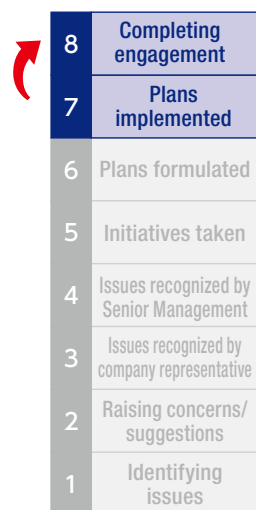 8 Completing
engagement
7 Plans
implemented
6 Plans formulated
5 Initiatives taken
4 Issues recognized by
Senior Management
3 Issues recognized by
company representative
2 Raising concerns/
suggestions
1 Identifying
issues